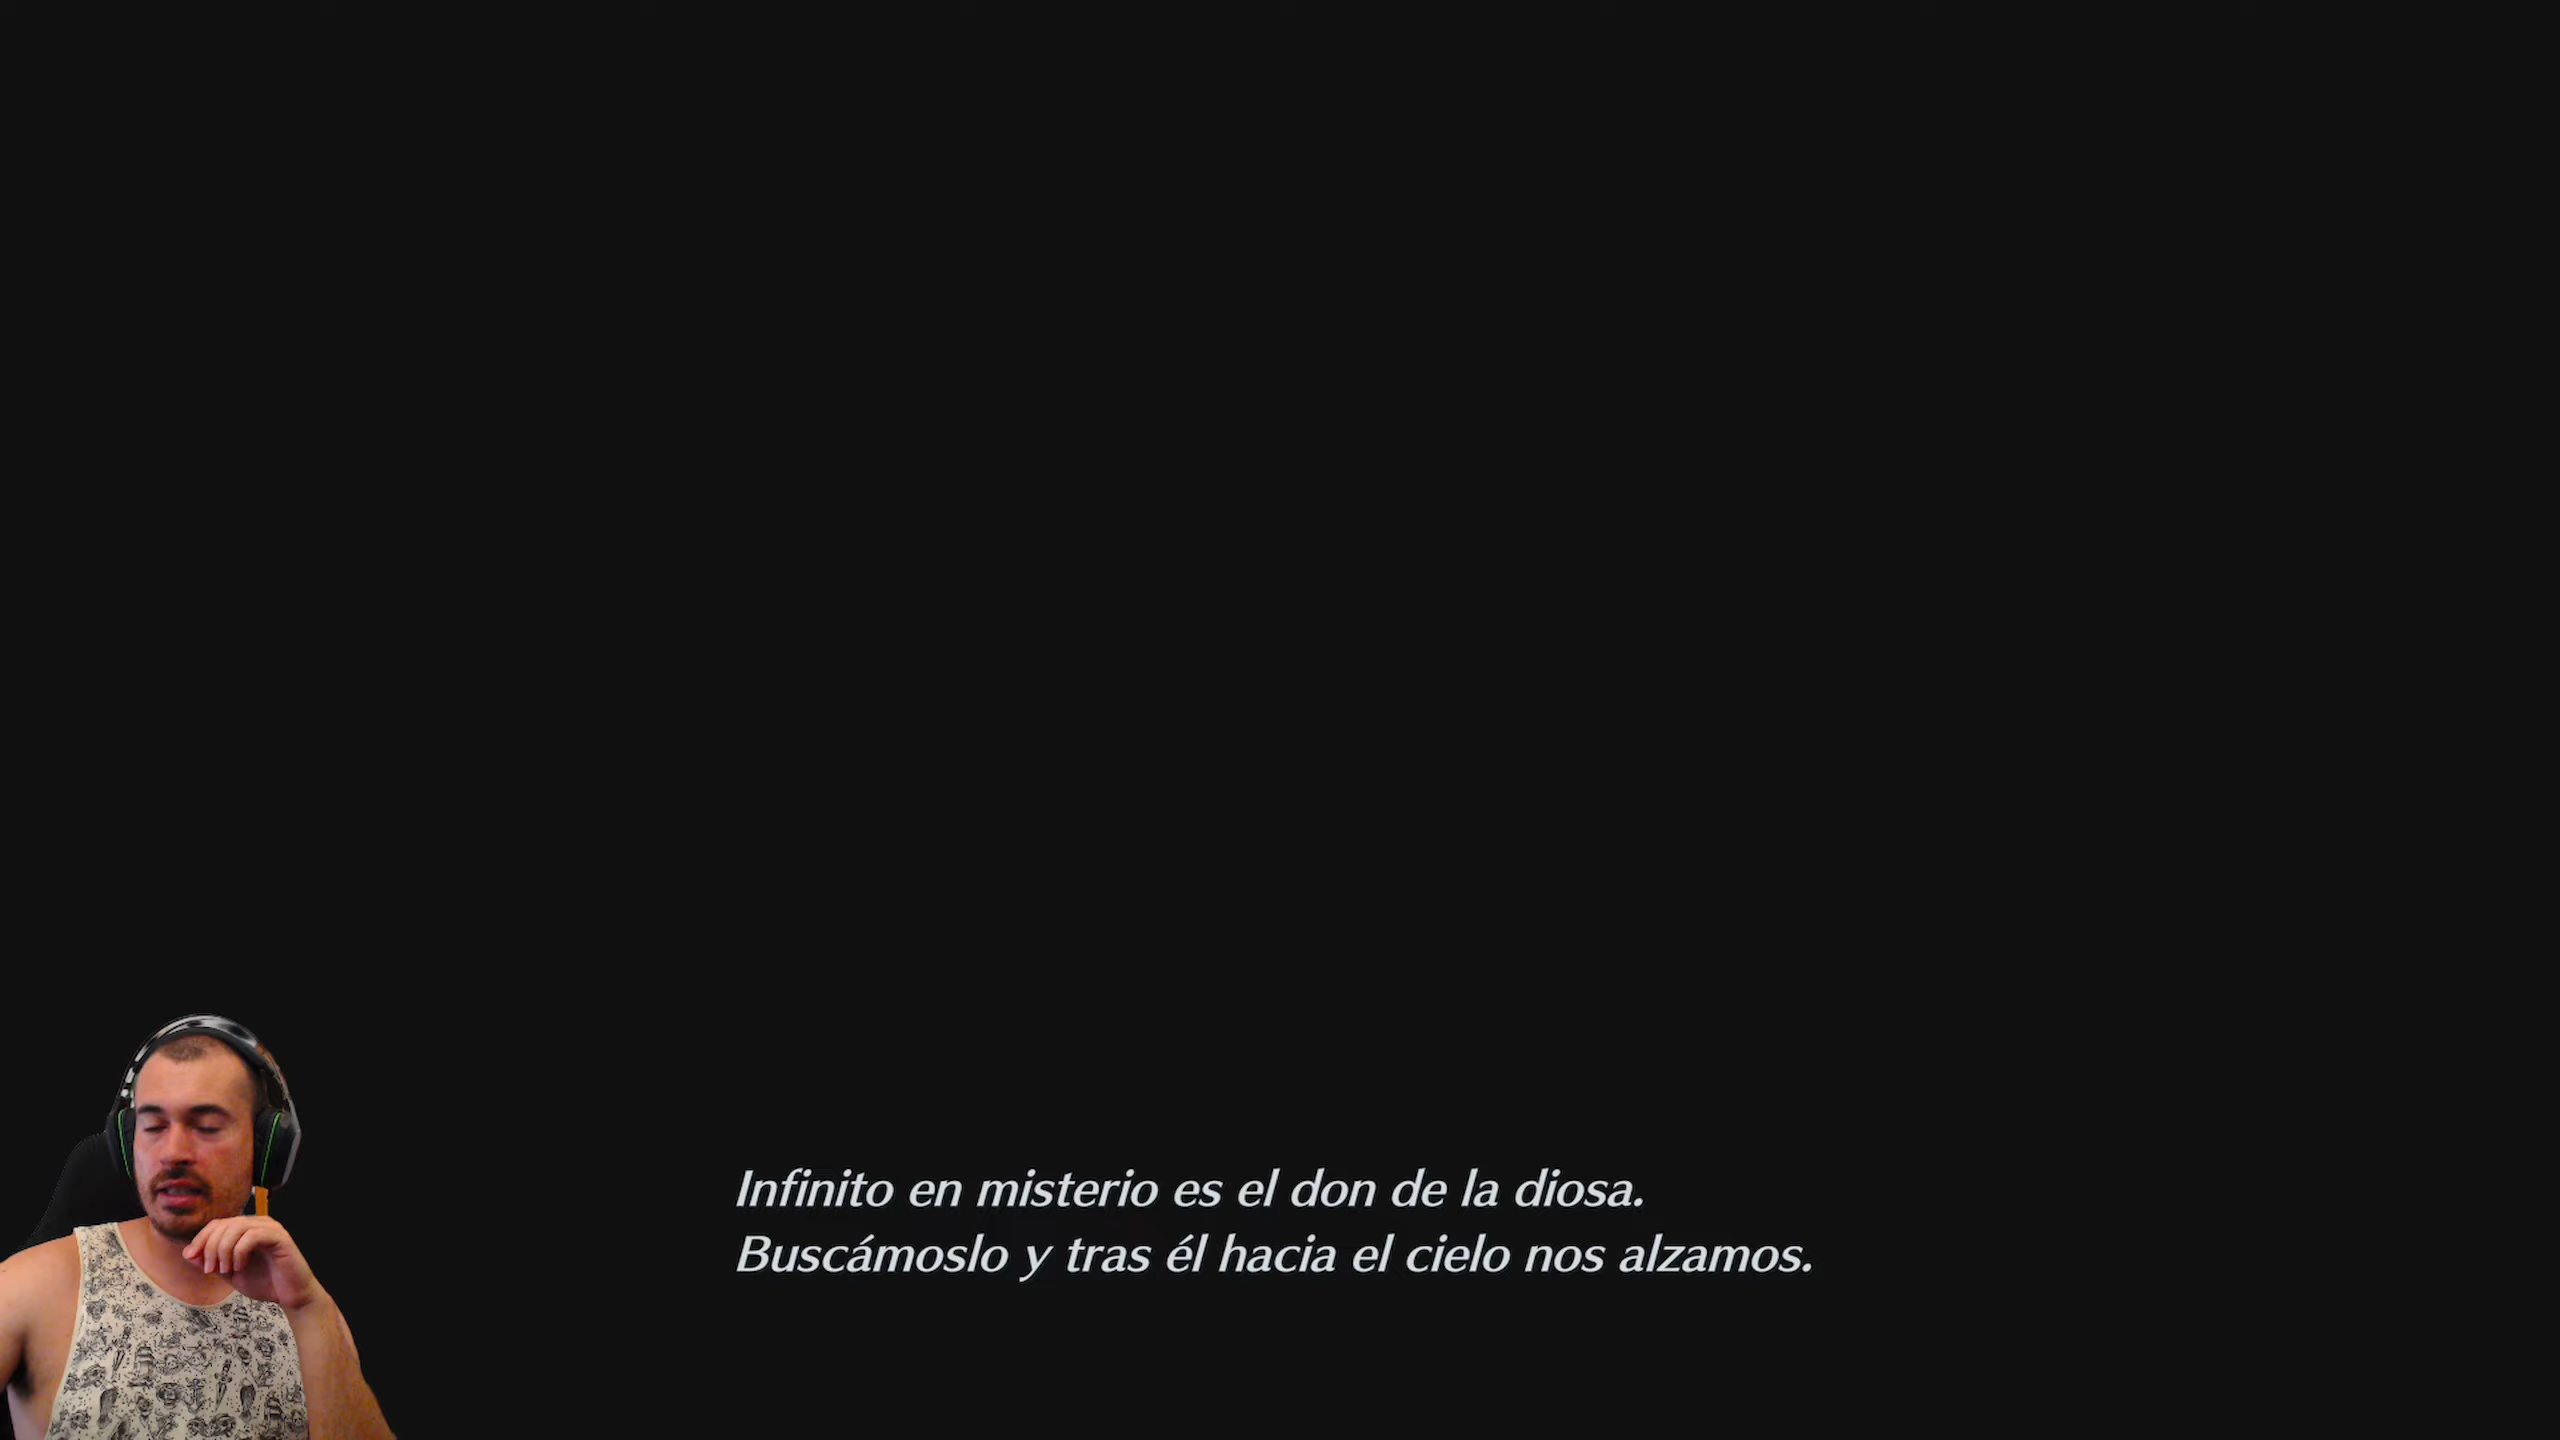 Infinito en misterio es el don de la diosa.
Buscámoslo y tras él hacia el cielo nos alzamos.